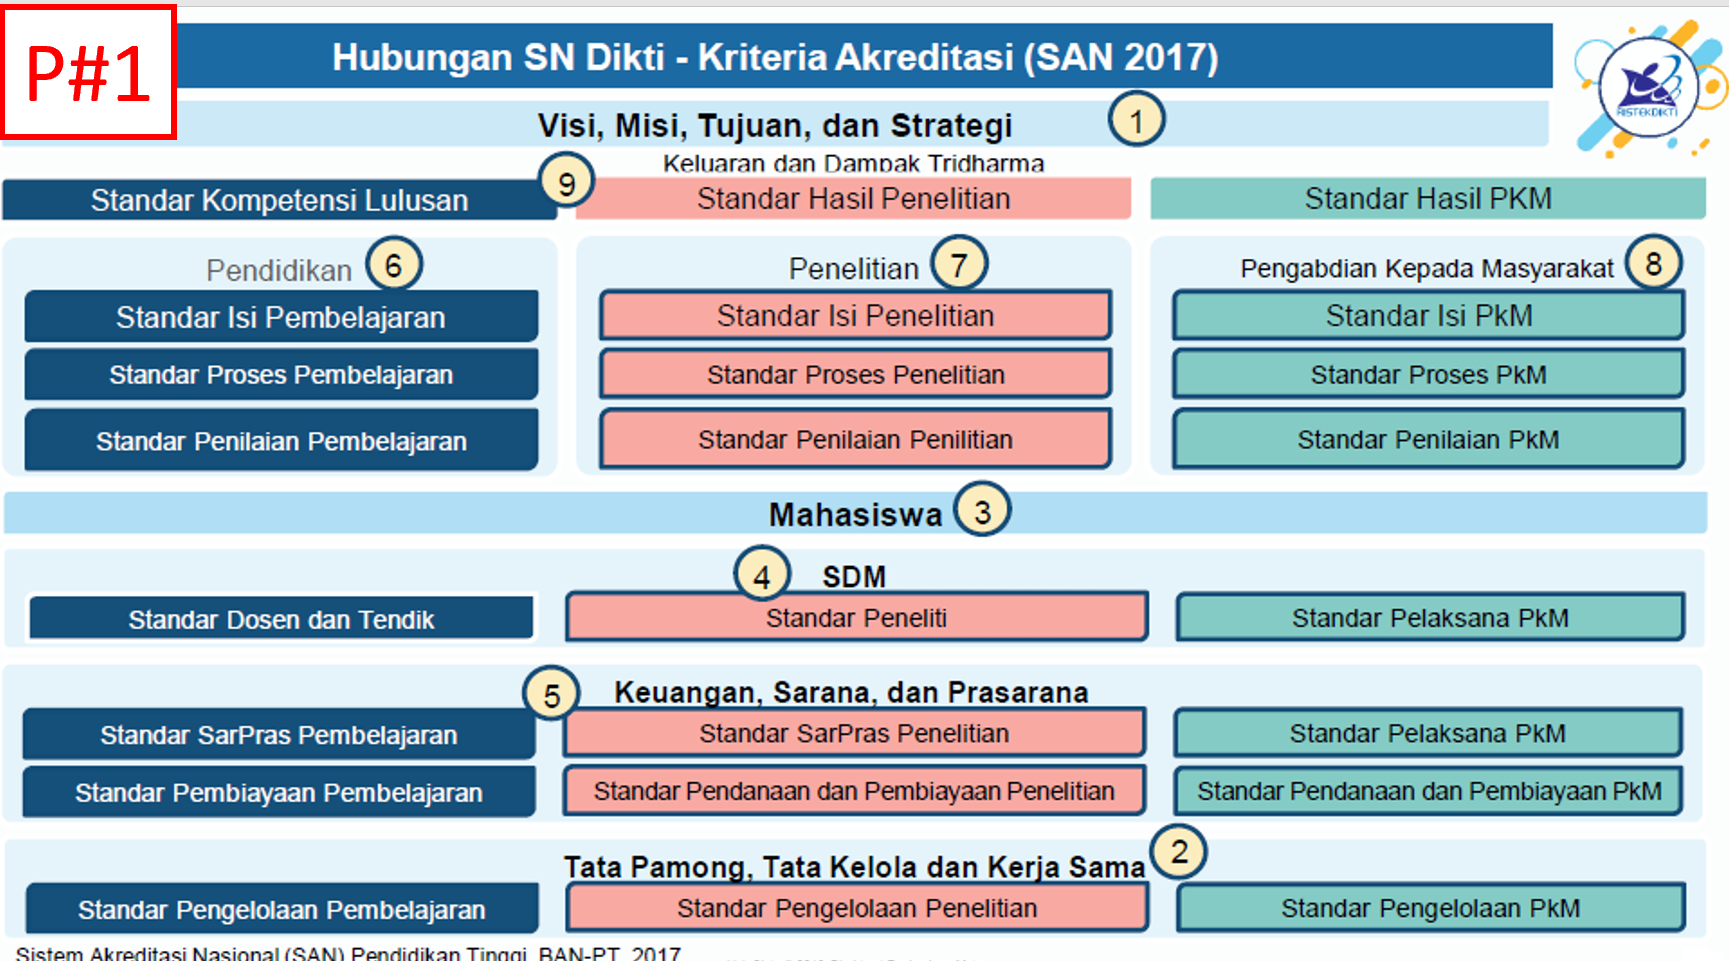 P#1
Hubungan SN Dikti - Kriteria Akreditasi (SAN 2017)
RISTEKDIKTI
Visi, Misi, Tujuan, dan Strategi
1
Keluaran dan Dampak Tridharma
9
Standar Kompetensi Lulusan
Standar Hasil Penelitian
Standar Hasil PKM
Pendidikan
6
Standar Isi Pembelajaran
Standar Proses Pembelajaran
Standar Penilaian Pembelajaran
Penelitian
7
Standar Isi Penelitian
Standar Proses Penelitian
Standar Penilaian Penilitian
Pengabdian Kepada Masyarakat
8
Standar Isi PkM
Standar Proses PkM
Standar Penilaian PkM
Mahasiswa
3
4
SDM
Standar Dosen dan Tendik
Standar Peneliti
Standar Pelaksana PkM
5
Keuangan, Sarana, dan Prasarana
Standar SarPras Pembelajaran
Standar SarPras Penelitian
Standar Pelaksana PkM
Standar Pembiayaan Pembelajaran
Standar Pendanaan dan Pembiayaan Penelitian
Standar Pendanaan dan Pembiayaan PkM
Tata Pamong, Tata Kelola dan Kerja Sama
2
Standar Pengelolaan Pembelajaran
Standar Pengelolaan Penelitian
Standar Pengelolaan PkM
Sistem Akreditasi Nasional (SAN) Pendidikan Tinggi, BAN-PT, 2017